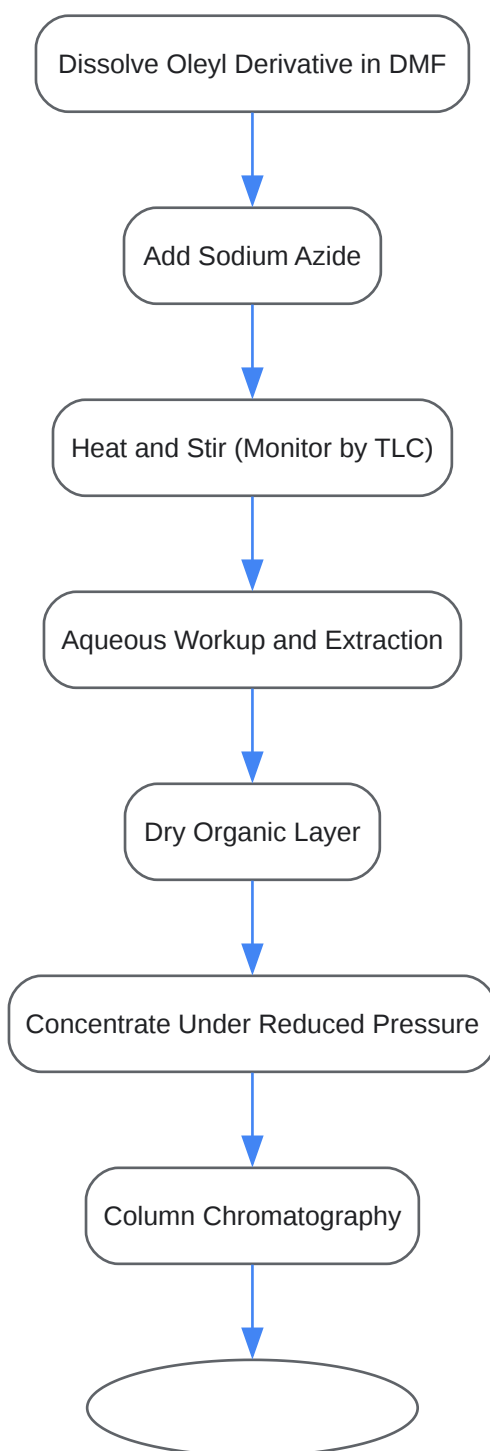 Dissolve Oleyl Derivative in DMF
Add Sodium Azide
Heat and Stir (Monitor by TLC)
Aqueous Workup and Extraction
Dry Organic Layer
Concentrate Under Reduced Pressure
Column Chromatography